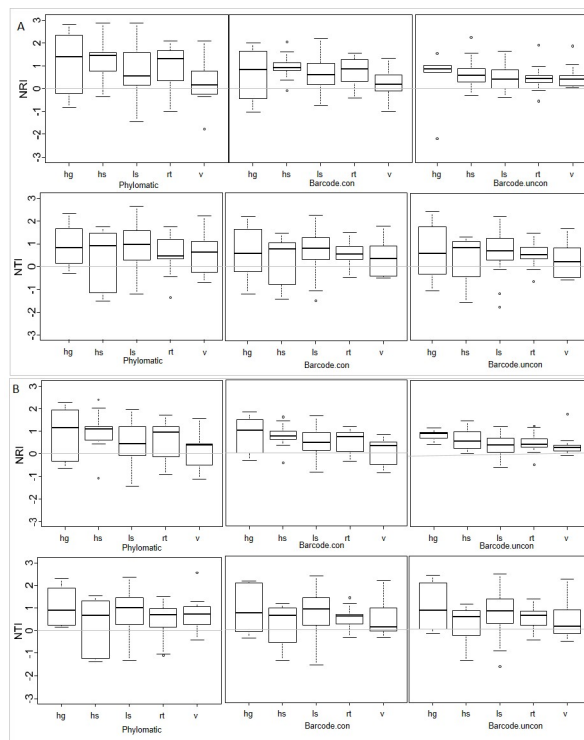 A
NRI
3
2
1
0
-1
-2
-3
hg hs ls rt v
Phylomatic
hg hs ls rt v
Barcode.con
hg hs ls rt v
Barcode.uncon
NTI
3
2
1
0
-1
-2
-3
hg hs ls rt v
Phylomatic
hg hs ls rt v
Barcode.con
hg hs ls rt v
Barcode.uncon
B
NRI
3
2
1
0
-1
-2
-3
hg hs ls rt v
Phylomatic
hg hs ls rt v
Barcode.con
hg hs ls rt v
Barcode.uncon
NTI
3
2
1
0
-1
-2
-3
hg hs ls rt v
Phylomatic
hg hs ls rt v
Barcode.con
hg hs ls rt v
Barcode.uncon